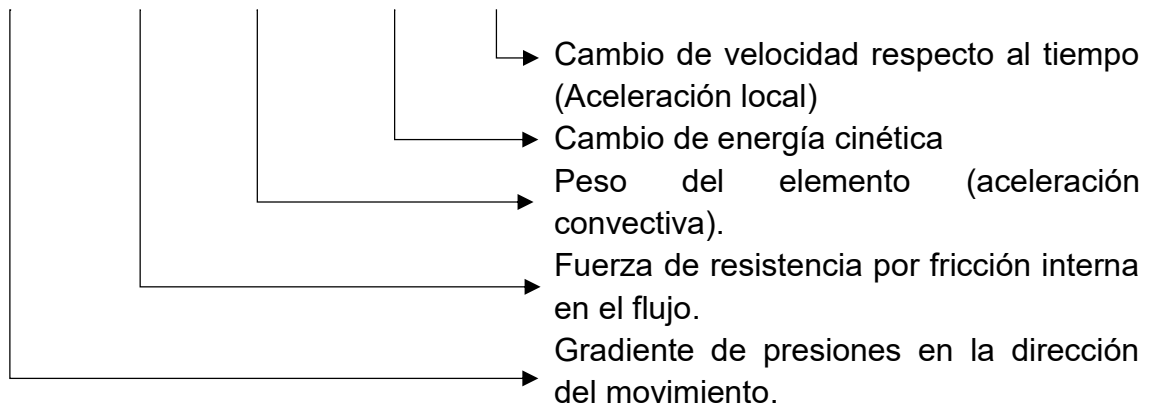 Cambio de velocidad respecto al tiempo
(Aceleración local)
Cambio de energía cinética
Peso del elemento (aceleración
convectiva).
Fuerza de resistencia por fricción interna
en el flujo.
Gradiente de presiones en la dirección
del movimiento.